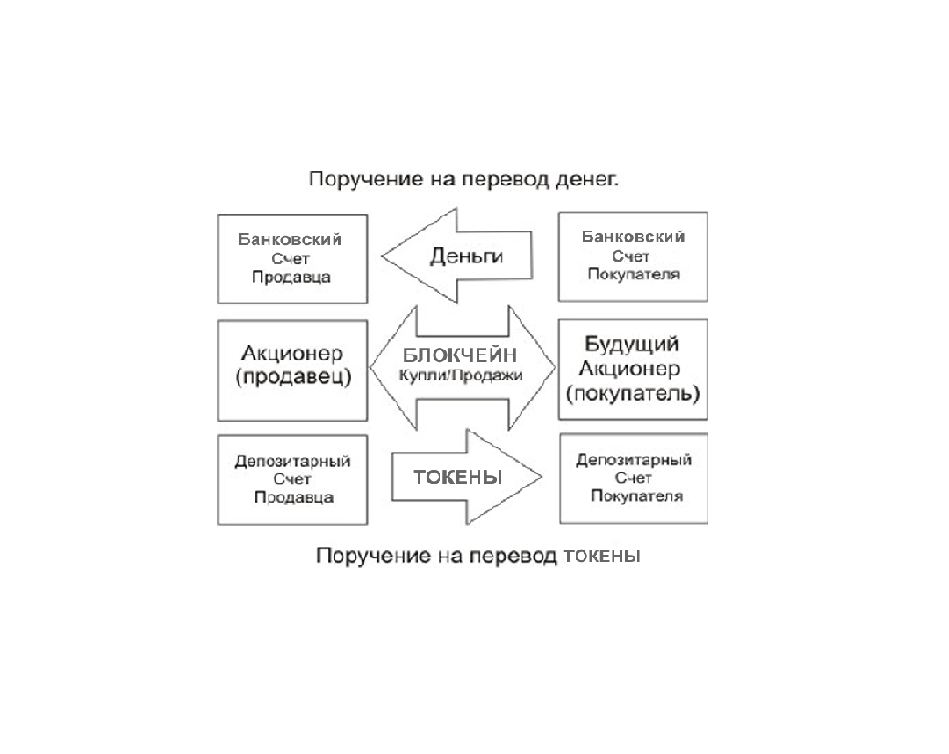 Поручение на перевод денег.
Банковский
Счет
Продавца
Деньги
Банковский
Счет
Покупателя
Акционер
(продавец)
БЛОКЧЕЙН
Купли/Продажи
Будущий
Акционер
(покупатель)
Депозитарный
Счет
Продавца
ТОКЕНЫ
Депозитарный
Счет
Покупателя
Поручение на перевод ТОКЕНЫ